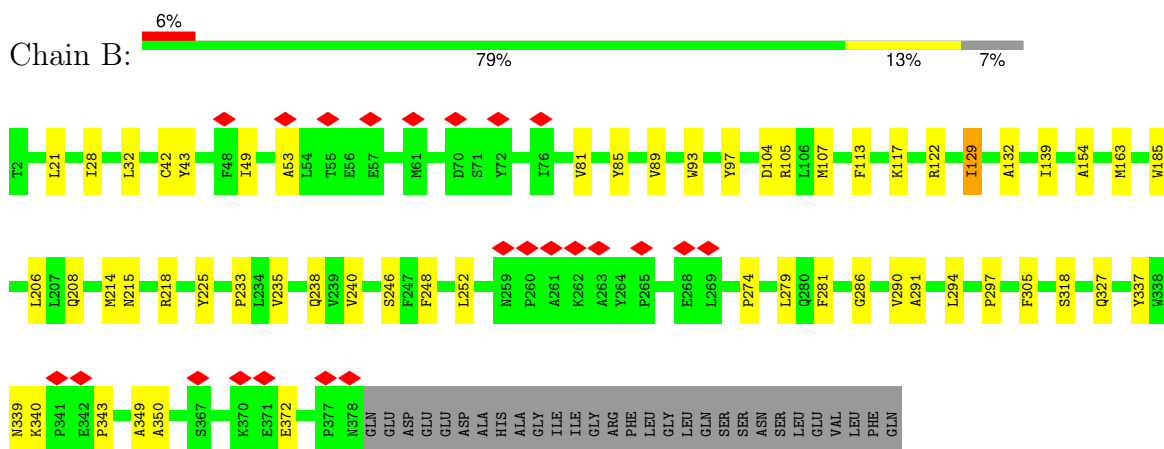 6%
Chain B:
79% 13% 7%
T2 L21 I28 L32 C42 Y43 F48 I49 A53 L54 T55 E56 E57 M61 D70 S71 Y72 I76 V81 Y85 V89 W93 Y97 D104 R105 L106 M107 F113 K117 R122 I129 A132 I139 A154 M163 W185
L206 L207 Q208 M214 N215 R218 Y225 P233 L234 V235 Q238 V239 V240 S246 F247 F248 L252 N259 P260 A261 K262 A263 Y264 P265 E268 L269 P274 L279 Q280 F281 G286 V290 A291 L294 P297 F305 S318 Q327 Y337 W338
N339 K340 P341 E342 P343 A349 A350 S367 K370 E371 E372 P377 N378 GLN GLU ASP GLU GLU ASP ALA HIS ALA GLY ILE ILE GLY ARG PHE LEU GLY LEU GLN SER SER ASN SER LEU GLU VAL LEU PHE GLN